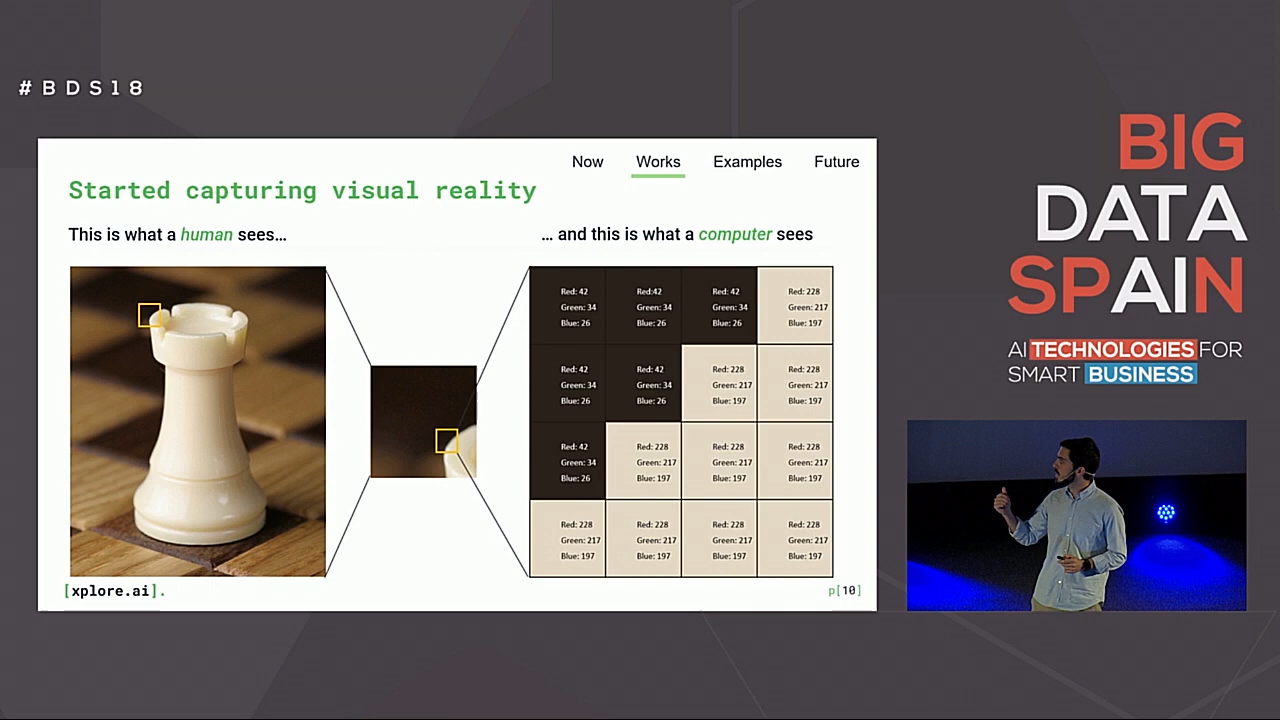 #BDS18
Now Works Examples Future
Started capturing visual reality
This is what a human sees…
… and this is what a computer sees
Red: 42 Red:42 Red: 42 Red: 228
Green: 34 Green: 34 Green: 34 Green: 217
Blue: 26 Blue: 26 Blue: 26 Blue: 197
Red: 42 Red: 42 Red: 228 Red: 228
Green: 34 Green: 34 Green: 217 Green: 217
Blue: 26 Blue: 26 Blue: 197 Blue: 197
Red: 42 Red: 228 Red: 228 Red: 228
Green: 34 Green: 217 Green: 217 Green: 217
Blue: 26 Blue: 197 Blue: 197 Blue: 197
Red: 228 Red: 228 Red: 228 Red: 228
Green: 217 Green: 217 Green: 217 Green: 217
Blue: 197 Blue: 197 Blue: 197 Blue: 197
[xplore.ai].
p[10]
BIG
DATA
SPAIN
AI TECHNOLOGIES FOR
SMART BUSINESS